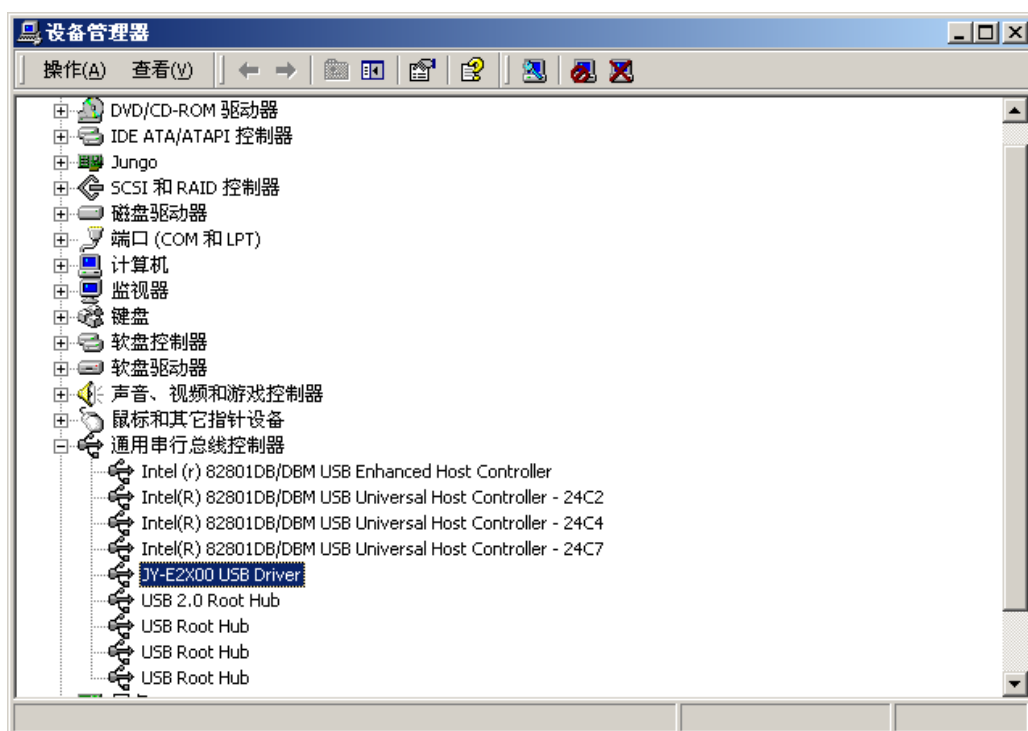 设备管理器
操作(A) 查看(V)
DVD/CD-ROM 驱动器
IDE ATA/ATAPI 控制器
Jungo
SCSI 和 RAID 控制器
磁盘驱动器
端口 (COM 和 LPT)
计算机
监视器
键盘
软盘控制器
软盘驱动器
声音、视频和游戏控制器
鼠标和其它指针设备
通用串行总线控制器
Intel (r) 82801DB/DBM USB Enhanced Host Controller
Intel(R) 82801DB/DBM USB Universal Host Controller - 24C2
Intel(R) 82801DB/DBM USB Universal Host Controller - 24C4
Intel(R) 82801DB/DBM USB Universal Host Controller - 24C7
JY-E2X00 USB Driver
USB 2.0 Root Hub
USB Root Hub
USB Root Hub
USB Root Hub